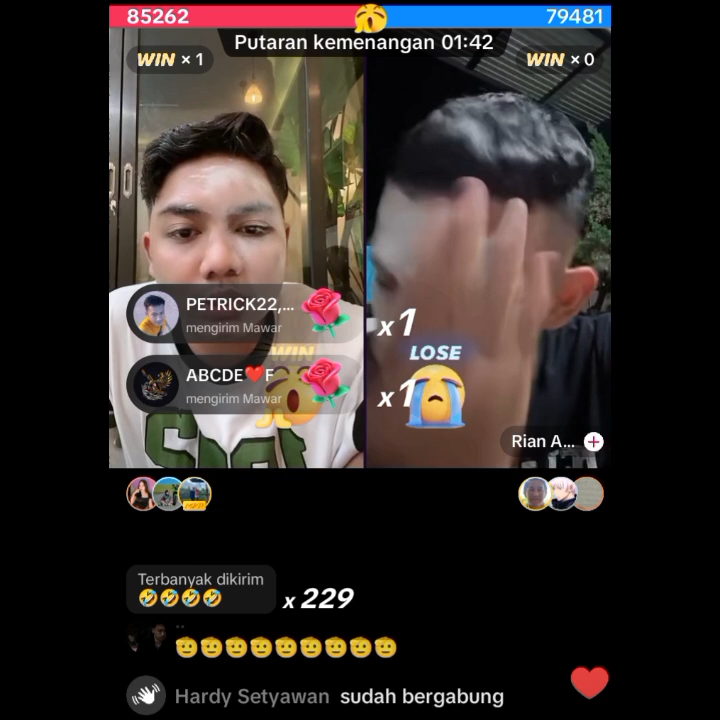 85262
79481
Putaran kemenangan 01:42
WIN × 1
WIN × 0
PETRICK22,...
mengirim Mawar
x1
WIN
LOSE
ABCDE❤️F
mengirim Mawar
x1
Rian A... +
Terbanyak dikirim
🤣🤣🤣🤣
x 229
🫡🫡🫡🫡🫡🫡🫡🫡🫡
Hardy Setyawan sudah bergabung